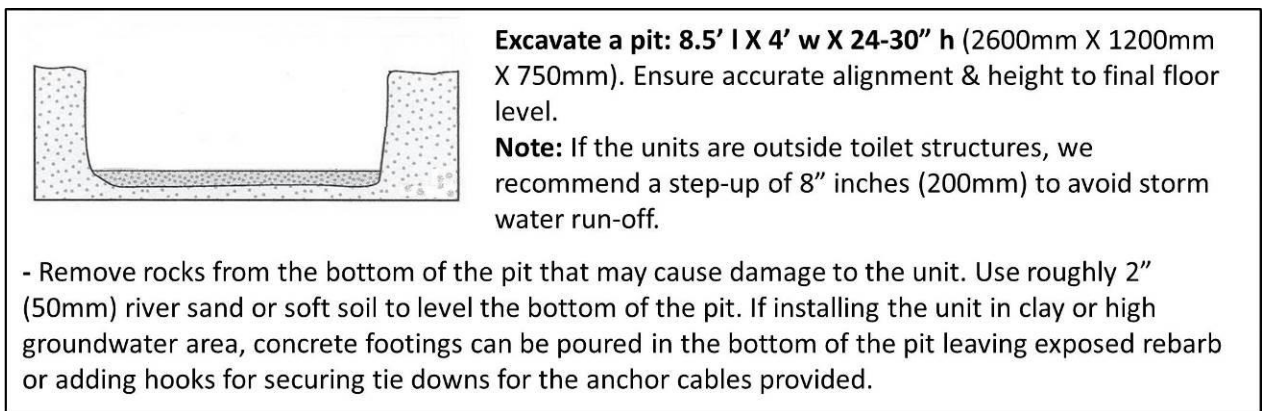 Excavate a pit: 8.5’ l X 4’ w X 24-30” h (2600mm X 1200mm
X 750mm). Ensure accurate alignment & height to final floor
level.
Note: If the units are outside toilet structures, we
recommend a step-up of 8” inches (200mm) to avoid storm
water run-off.
- Remove rocks from the bottom of the pit that may cause damage to the unit. Use roughly 2”
(50mm) river sand or soft soil to level the bottom of the pit. If installing the unit in clay or high
groundwater area, concrete footings can be poured in the bottom of the pit leaving exposed rebarb
or adding hooks for securing tie downs for the anchor cables provided.